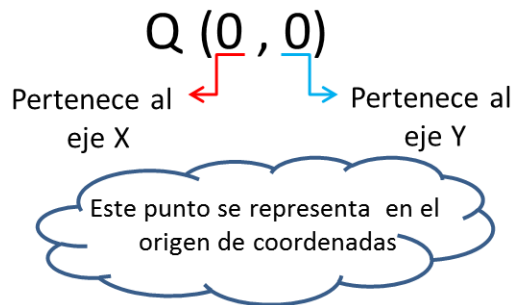 Q (0 , 0)
Pertenece al eje X
Pertenece al eje Y
Este punto se representa en el
origen de coordenadas